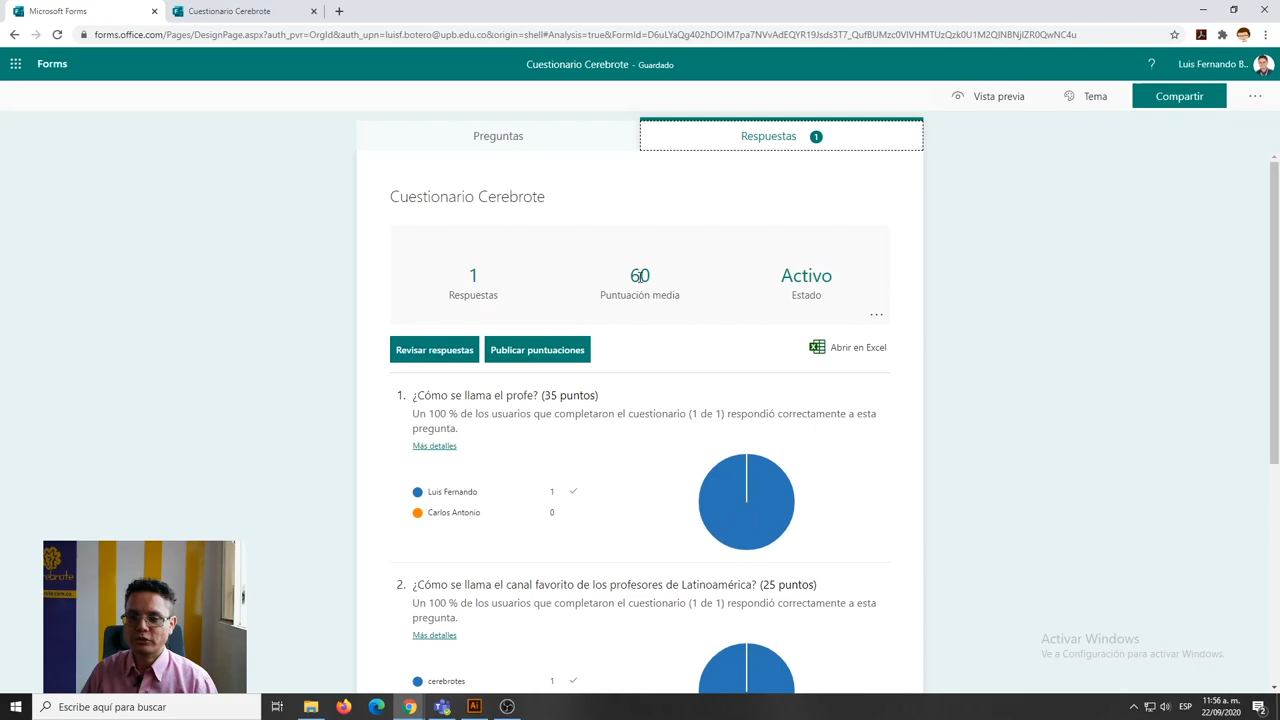 Microsoft Forms
Cuestionario Cerebrote
forms.office.com/Pages/DesignPage.aspx?auth_pvr=OrgId&auth_upn=luisf.botero@upb.edu.co&origin=shell#Analysis=true&FormId=
Forms
Cuestionario Cerebrote - Guardado
?
Luis Fernando B..
Vista previa
Tema
Compartir
Preguntas
Respuestas 1
Cuestionario Cerebrote
1
60
Activo
Respuestas
Puntuación media
Estado
Revisar respuestas
Publicar puntuaciones
Abrir en Excel
1. ¿Cómo se llama el profe? (35 puntos)
Un 100 % de los usuarios que completaron el cuestionario (1 de 1) respondió correctamente a esta
pregunta.
Más detalles
Luis Fernando 1
Carlos Antonio 0
2. ¿Cómo se llama el canal favorito de los profesores de Latinoamérica? (25 puntos)
Un 100 % de los usuarios que completaron el cuestionario (1 de 1) respondió correctamente a esta
pregunta.
Más detalles
cerebrotes 1
Activar Windows
Ve a Configuración para activar Windows.
Escribe aquí para buscar
Ai
ESP
11:56 a. m.
22/09/2020
2